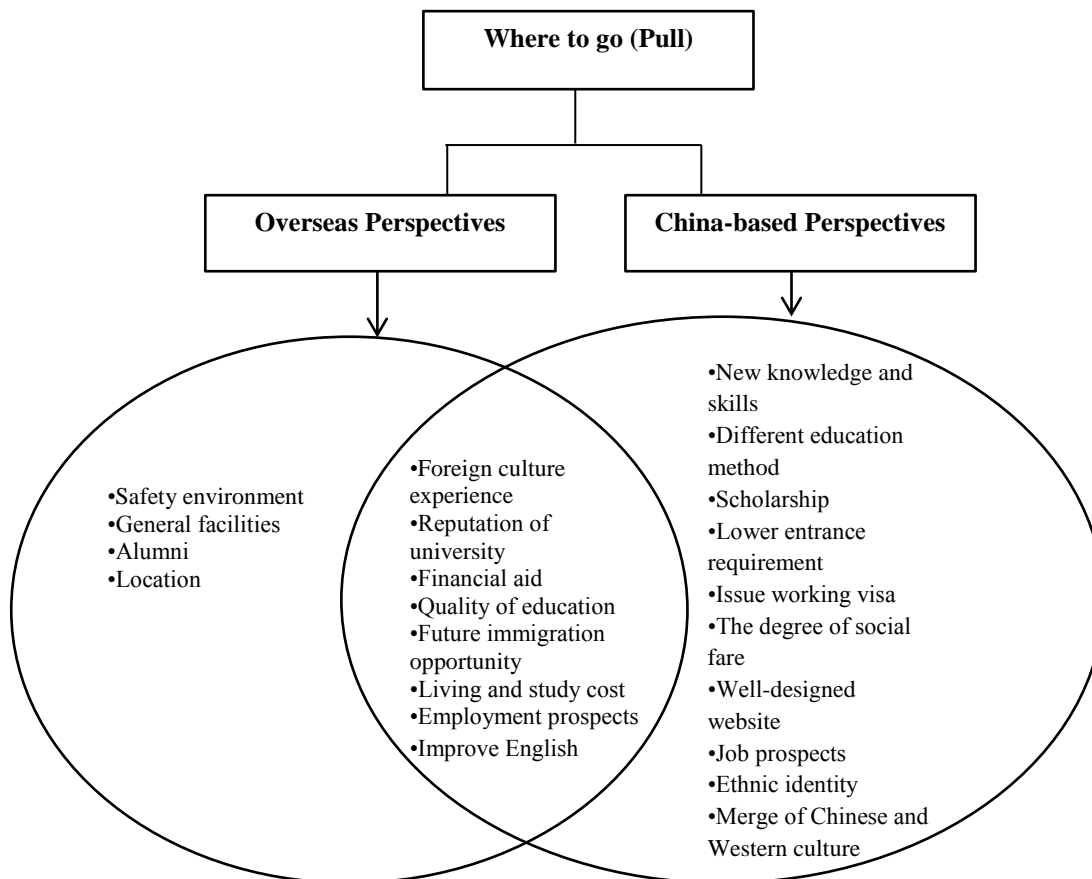 Where to go (Pull)
Overseas Perspectives
China-based Perspectives
•Safety environment
•General facilities
•Alumni
•Location
•Foreign culture
experience
•Reputation of
university
•Financial aid
•Quality of education
•Future immigration
opportunity
•Living and study cost
•Employment prospects
•Improve English
•New knowledge and
skills
•Different education
method
•Scholarship
•Lower entrance
requirement
•Issue working visa
•The degree of social
fare
•Well-designed
website
•Job prospects
•Ethnic identity
•Merge of Chinese and
Western culture